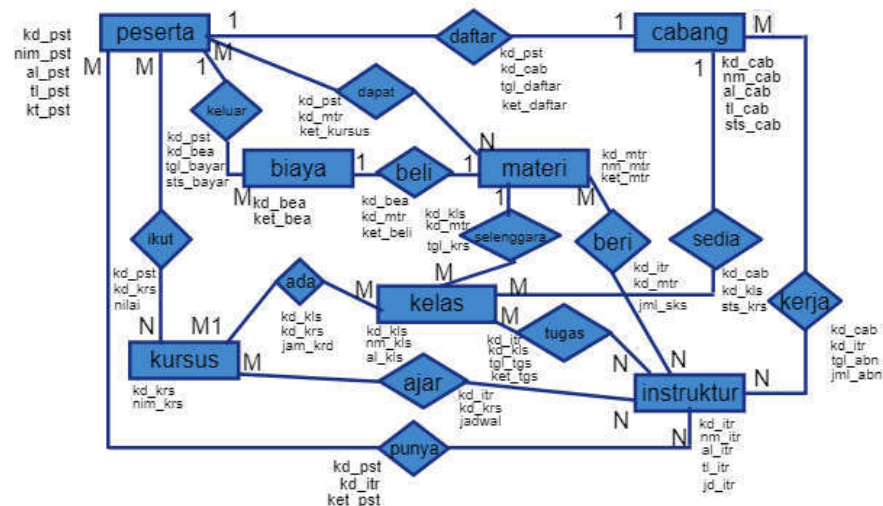 1
1
M
peserta
daftar
cabang
kd_pst
nim_pst
al_pst
tl_pst
kt_pst
M
M
1
M
kd_pst
kd_cab
tgl_daftar
ket_daftar
1
kd_cab
nm_cab
al_cab
tl_cab
sts_cab
keluar
dapat
kd_pst
kd_mtr
ket_kursus
kd_pst
kd_bea
tgl_bayar
sts_bayar
N
biaya
1
beli
1
materi
kd_mtr
nm_mtr
ket_mtr
M
kd_bea
ket_bea
kd_bea
kd_mtr
ket_beli
1
M
kd_kls
kd_mtr
tgl_krs
selenggara
beri
sedia
ikut
kd_pst
kd_krs
nilai
ada
kd_kls
kd_krs
jam_krd
M
M
kelas
M
M
kd_itr
kd_mtr
jml_sks
kd_cab
kd_kls
sts_krs
kerja
N
M1
kd_kls
nm_kls
al_kls
kd_itr
kd_kls
tgl_tgs
ket_tgs
tugas
kd_cab
kd_itr
tgl_abn
jml_abn
kursus
M
N
N
kd_krs
nim_krs
ajar
kd_itr
kd_krs
jadwal
instruktur
N
N
N
kd_itr
nm_itr
al_itr
tl_itr
jd_itr
punya
kd_pst
kd_itr
ket_pst